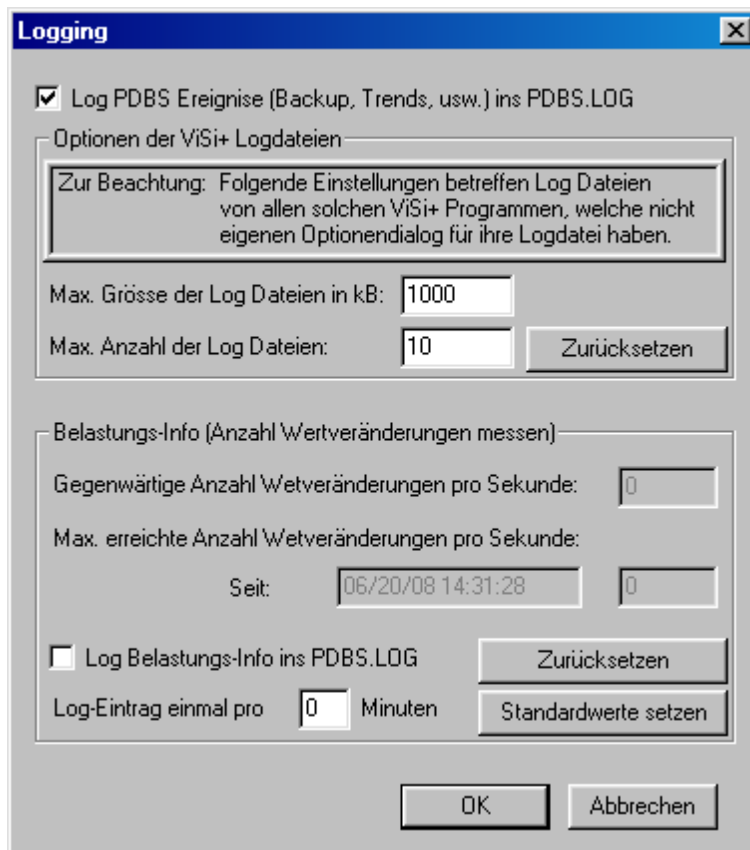 Logging
Log PDBS Ereignise (Backup, Trends, usw.) ins PDBS.LOG
Optionen der ViSi+ Logdateien
Zur Beachtung: Folgende Einstellungen betreffen Log Dateien
von allen solchen ViSi+ Programmen, welche nicht
eigenen Optionendialog für ihre Logdatei haben.
Max. Grösse der Log Dateien in kB: 1000
Max. Anzahl der Log Dateien: 10 Zurücksetzen
Belastungs-Info (Anzahl Wertveränderungen messen)
Gegenwärtige Anzahl Wetveränderungen pro Sekunde: 0
Max. erreichte Anzahl Wetveränderungen pro Sekunde:
Seit: 06/20/08 14:31:28 0
Log Belastungs-Info ins PDBS.LOG Zurücksetzen
Log-Eintrag einmal pro 0 Minuten Standardwerte setzen
OK Abbrechen